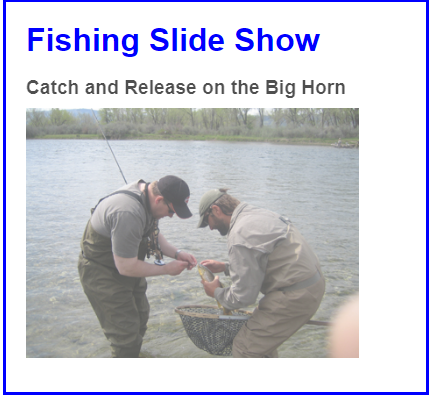 Fishing Slide Show
Catch and Release on the Big Horn